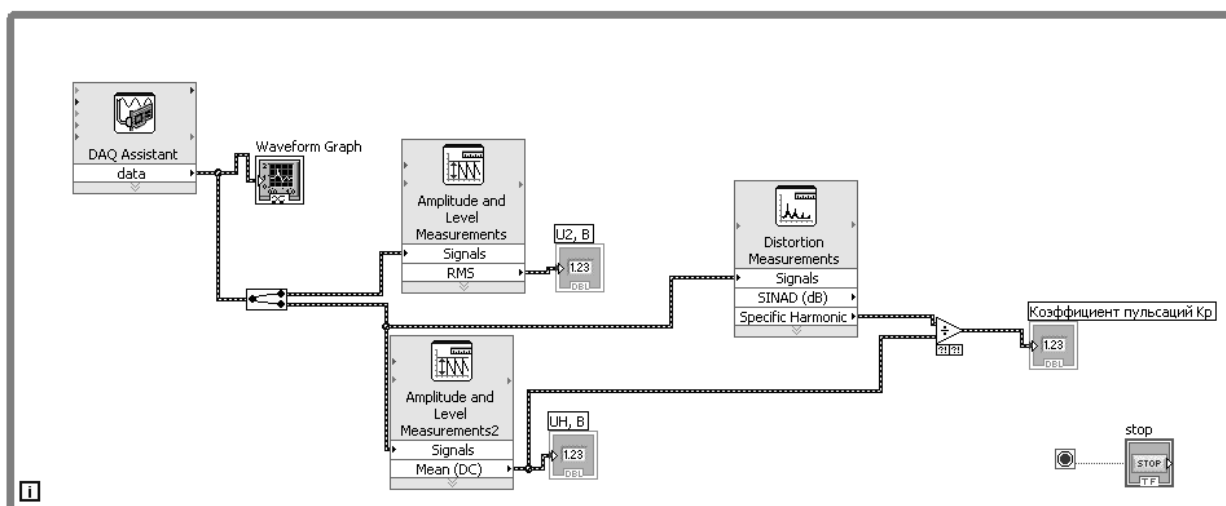 DAQ Assistant
data
Waveform Graph
Amplitude and
Level
Measurements
Signals
RMS
U2, В
1.23
DBL
Distortion
Measurements
Signals
SINAD (dB)
Specific Harmonic
÷
?! ?!
Коэффициент пульсаций Кр
1.23
DBL
Amplitude and
Level
Measurements2
Signals
Mean (DC)
UH, В
1.23
DBL
stop
STOP
TF
i